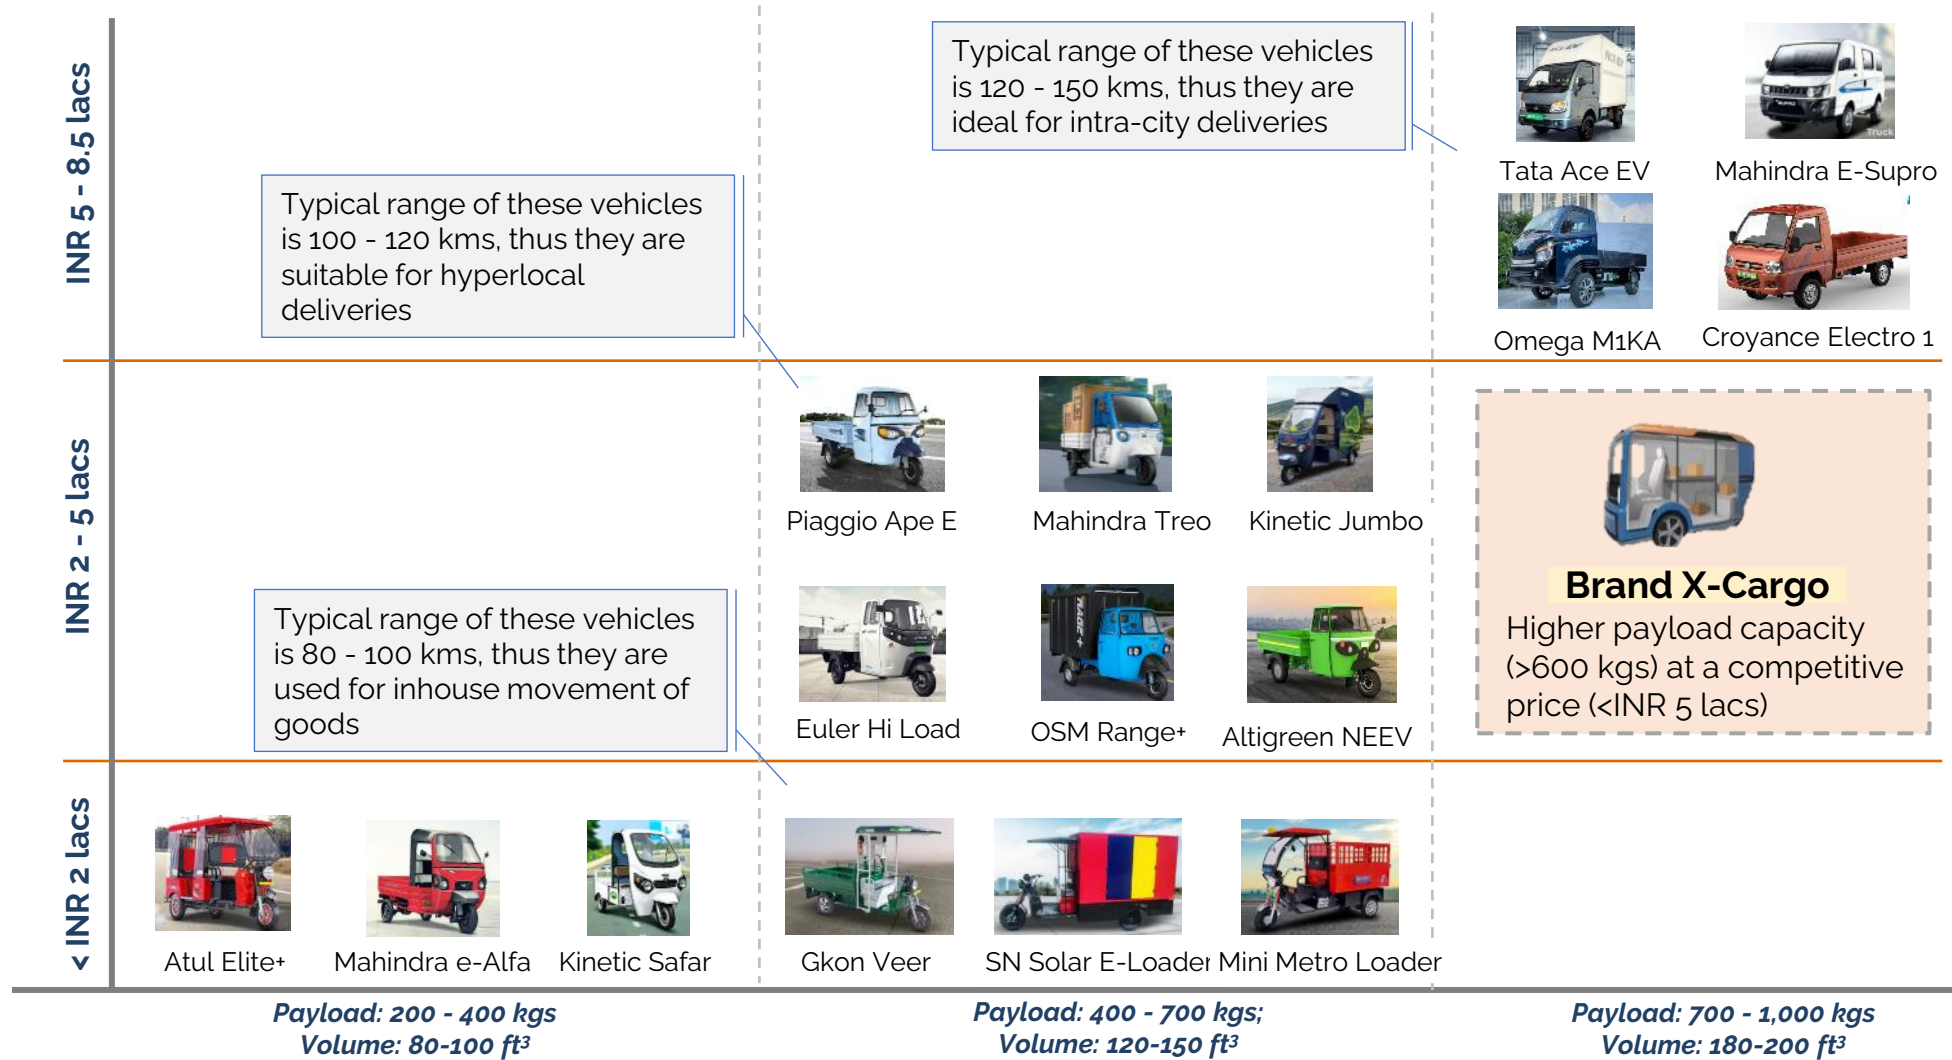 INR 5 - 8.5 lacs
Typical range of these vehicles
is 120 - 150 kms, thus they are
ideal for intra-city deliveries
Truck
Tata Ace EV
Mahindra E-Supro
Omega M1KA
Croyance Electro 1
Typical range of these vehicles
is 100 - 120 kms, thus they are
suitable for hyperlocal
deliveries
INR 2 - 5 lacs
Piaggio Ape E
Mahindra Treo
Kinetic Jumbo
Euler Hi Load
OSM Range+
Altigreen NEEV
Brand X-Cargo
Higher payload capacity
(>600 kgs) at a competitive
price (<INR 5 lacs)
Typical range of these vehicles
is 80 - 100 kms, thus they are
used for inhouse movement of
goods
< INR 2 lacs
Atul Elite+
Mahindra e-Alfa
Kinetic Safar
Gkon Veer
SN Solar E-Loader
Mini Metro Loader
Payload: 200 - 400 kgs
Volume: 80-100 ft³
Payload: 400 - 700 kgs;
Volume: 120-150 ft³
Payload: 700 - 1,000 kgs
Volume: 180-200 ft³